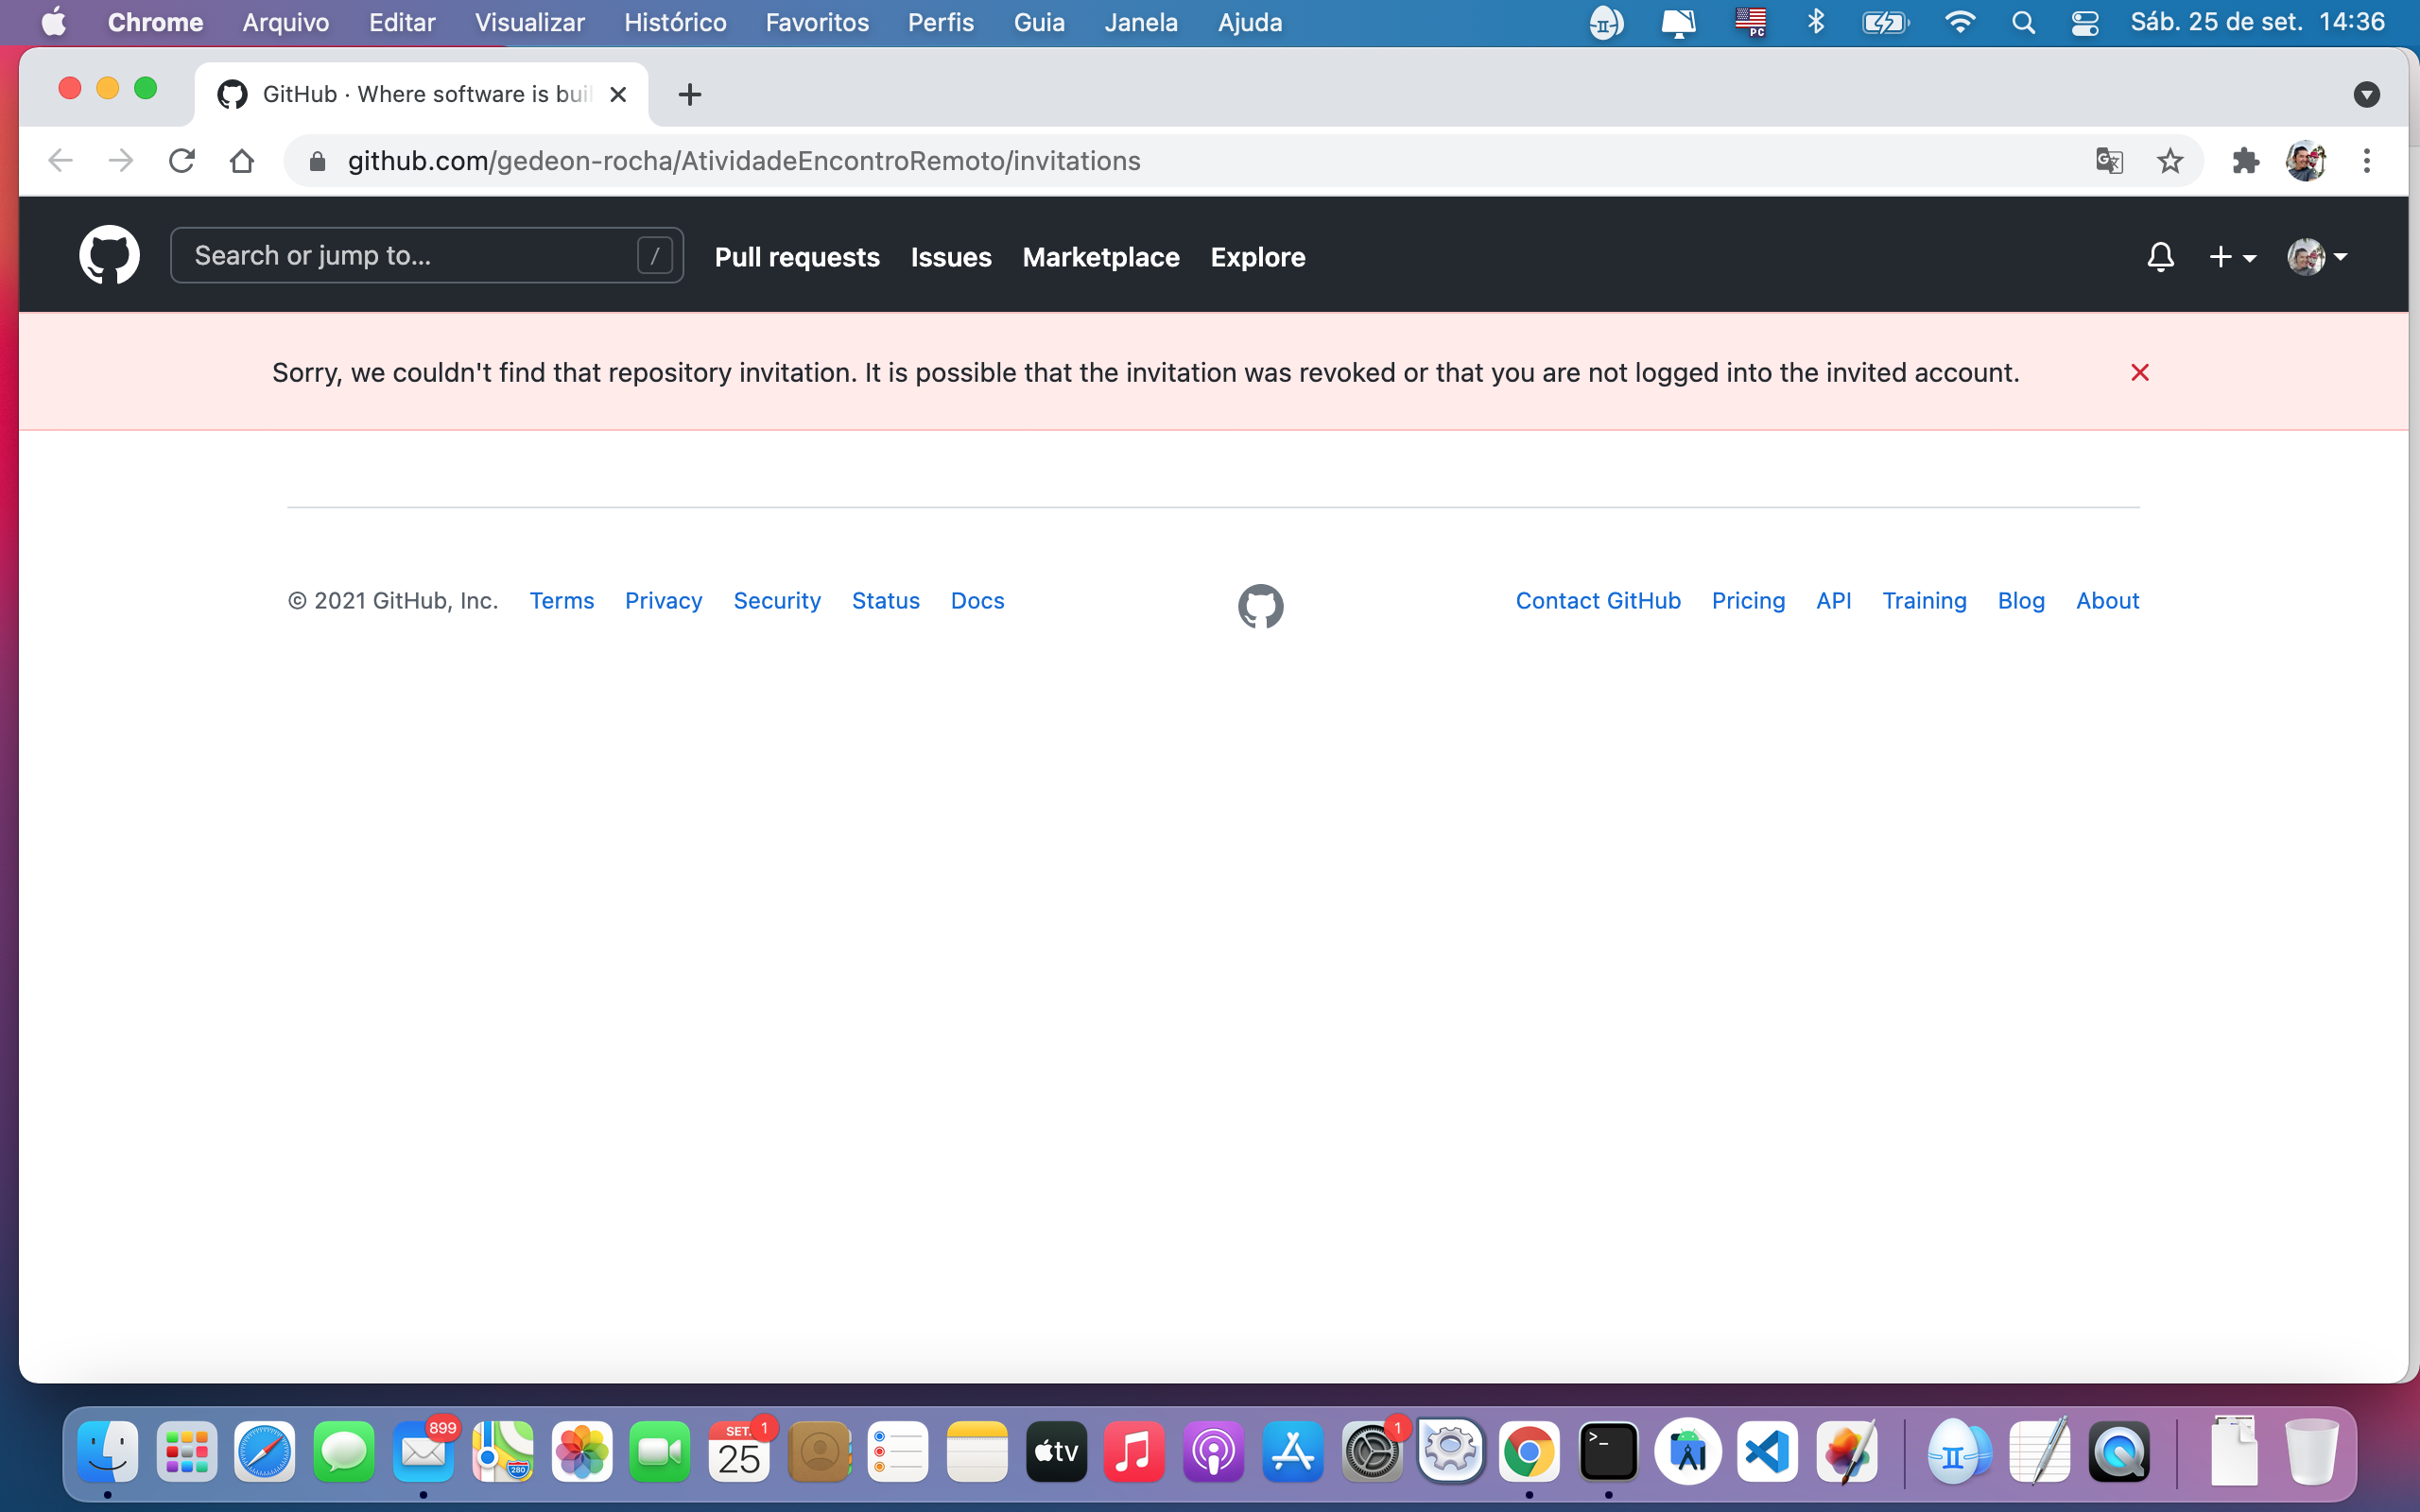 Chrome Arquivo Editar Visualizar Histórico Favoritos Perfis Guia Janela Ajuda PC Sáb. 25 de set. 14:36
GitHub · Where software is bui
github.com/gedeon-rocha/AtividadeEncontroRemoto/invitations
Search or jump to... / Pull requests Issues Marketplace Explore
Sorry, we couldn't find that repository invitation. It is possible that the invitation was revoked or that you are not logged into the invited account.
© 2021 GitHub, Inc. Terms Privacy Security Status Docs Contact GitHub Pricing API Training Blog About
899 SET. 1 1
280 25 tv >_